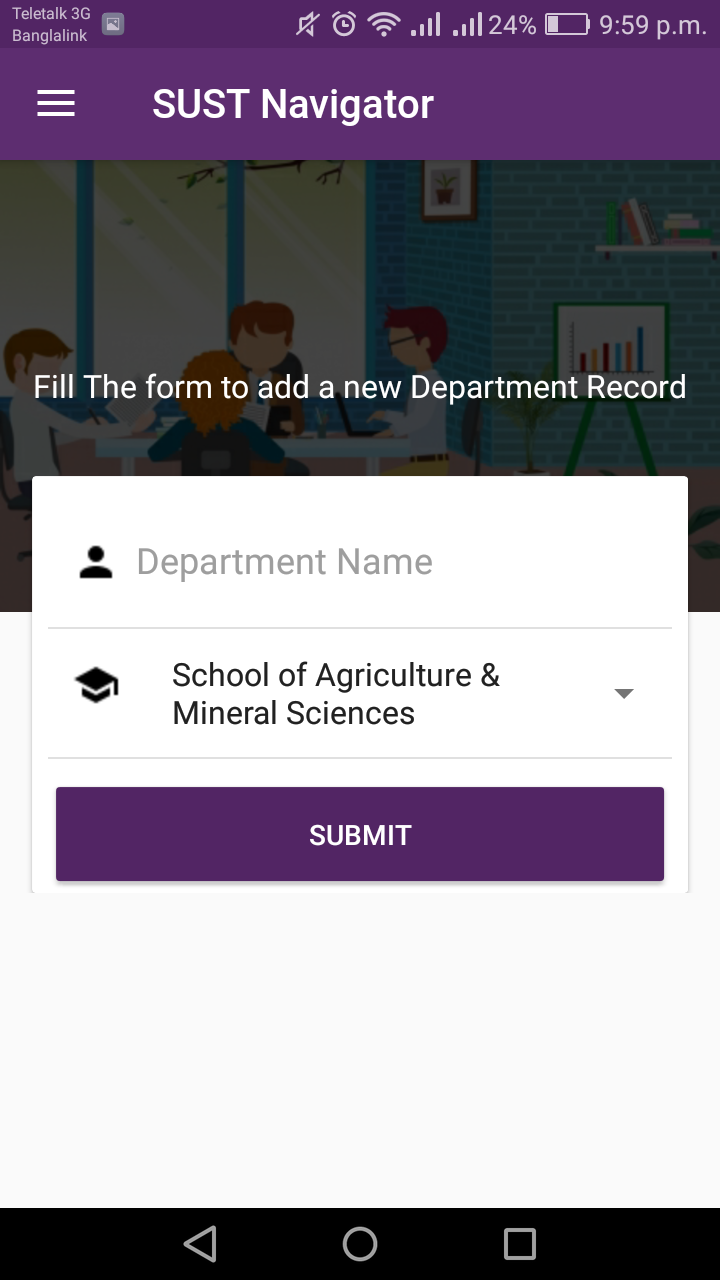 Teletalk 3G
Banglalink
24%
9:59 p.m.
SUST Navigator
Fill The form to add a new Department Record
Department Name
School of Agriculture &
Mineral Sciences
SUBMIT